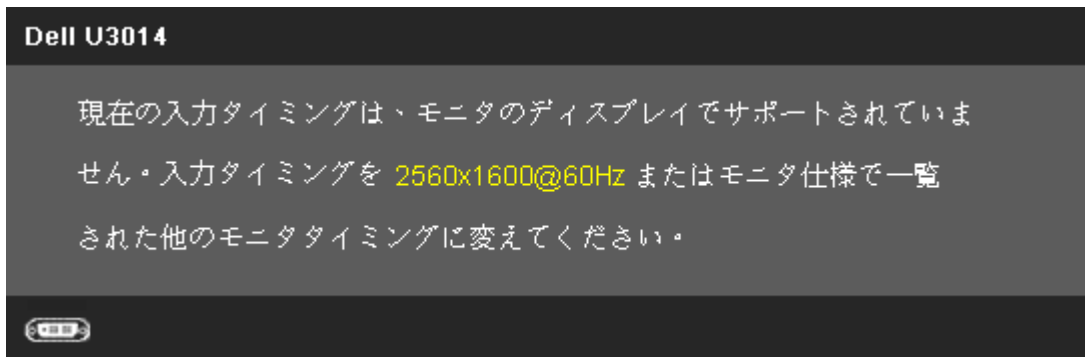 Dell U3014
現在の入力タイミングは、モニタのディスプレイでサポートされていま
せん。入力タイミングを 2560x1600@60Hz またはモニタ仕様で一覧
された他のモニタタイミングに変えてください。